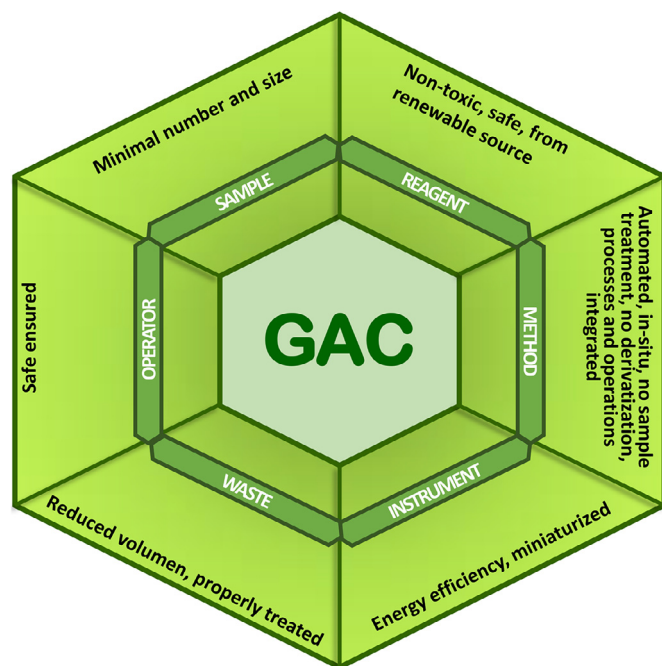 Minimal number and size
SAMPLE
Non-toxic, safe, from
renewable source
REAGENT
Automated, in-situ, no sample
treatment, no derivatization,
processes and operations
integrated
METHOD
Energy efficiency, miniaturized
INSTRUMENT
Reduced volumen, properly treated
WASTE
Safe ensured
OPERATOR
GAC